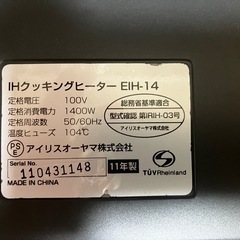 IHクッキングヒーター EIH-14
定格電圧 100V
定格消費電力 1400W
定格周波数 50/60Hz
温度ヒューズ 104℃
総務省基準適合
型式確認 第IRIH-03号
PSE
アイリスオーヤマ株式会社
アイリスオーヤマ株式会社
Serial No.
110431148
11年製
MADE IN CHINA
TÜVRheinland